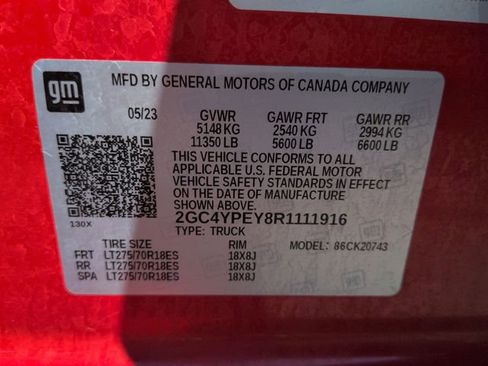 gm
MFD BY GENERAL MOTORS OF CANADA COMPANY
05/23 GVWR GAWR FRT GAWR RR
5148 KG 2540 KG 2994 KG
11350 LB 5600 LB 6600 LB
THIS VEHICLE CONFORMS TO ALL
APPLICABLE U.S. FEDERAL MOTOR
VEHICLE SAFETY STANDARDS IN EFFECT
ON THE DATE OF MANUFACTURE
SHOWN ABOVE.
2GC4YPEY8R1111916
130X TYPE: TRUCK
TIRE SIZE RIM MODEL: 86CK20743
FRT LT275/70R18ES 18X8J
RR LT275/70R18ES 18X8J
SPA LT275/70R18ES 18X8J